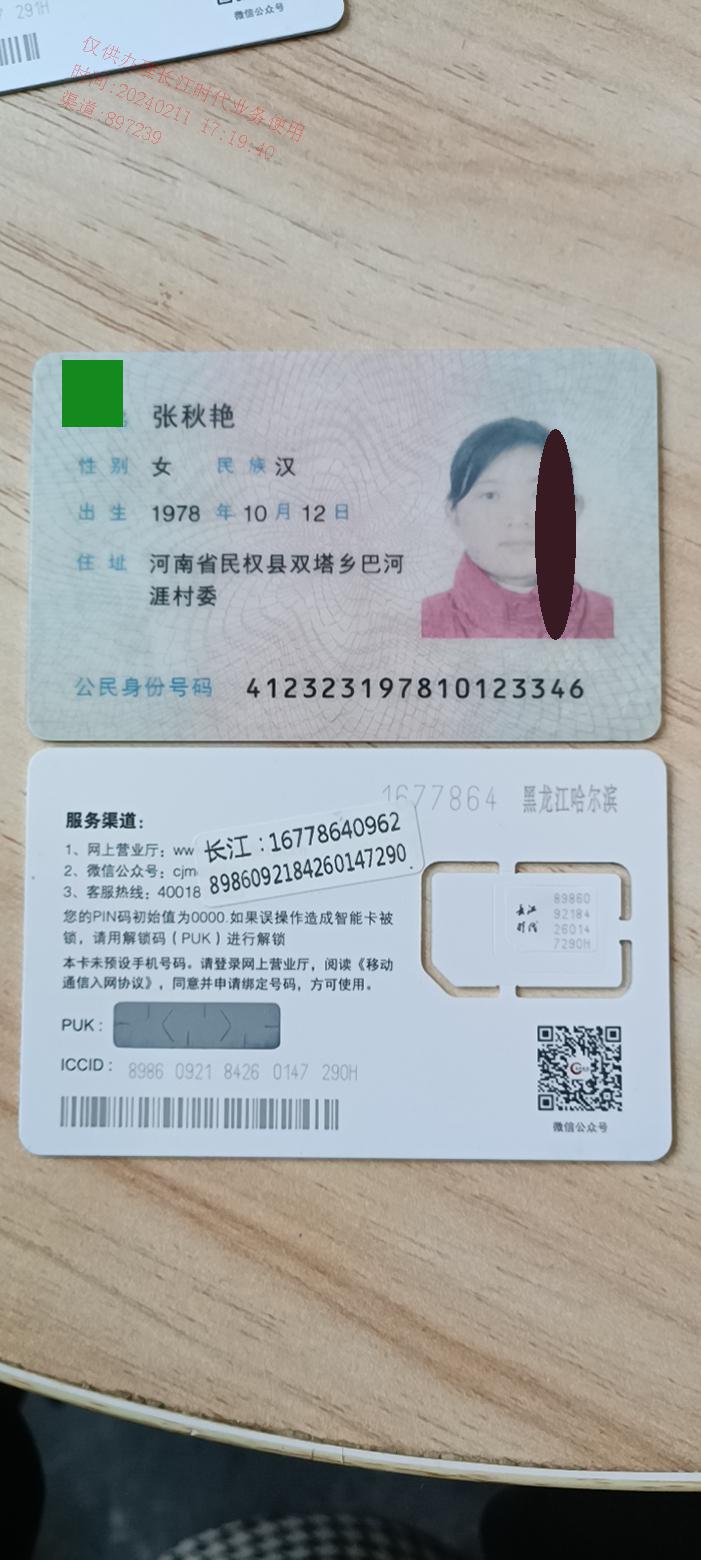 291H
微信公众号
仅供办理长江时代业务使用
时间:20240211 17:19:40
渠道:897239
张秋艳
性别 女 民族 汉
出生 1978 年 10 月 12 日
住址 河南省民权县双塔乡巴河
涯村委
公民身份号码 412323197810123346
1677864 黑龙江哈尔滨
服务渠道:
长江:16778640962
8986092184260147290
1、网上营业厅: ww
2、微信公众号: cjm
3、客服热线: 40018
您的PIN码初始值为0000.如果误操作造成智能卡被
锁,请用解锁码(PUK)进行解锁
本卡未预设手机号码。请登录网上营业厅,阅读《移动
通信入网协议》,同意并申请绑定号码,方可使用。
长江
时代
89860
92184
26014
7290H
PUK:
ICCID: 8986 0921 8426 0147 290H
微信公众号